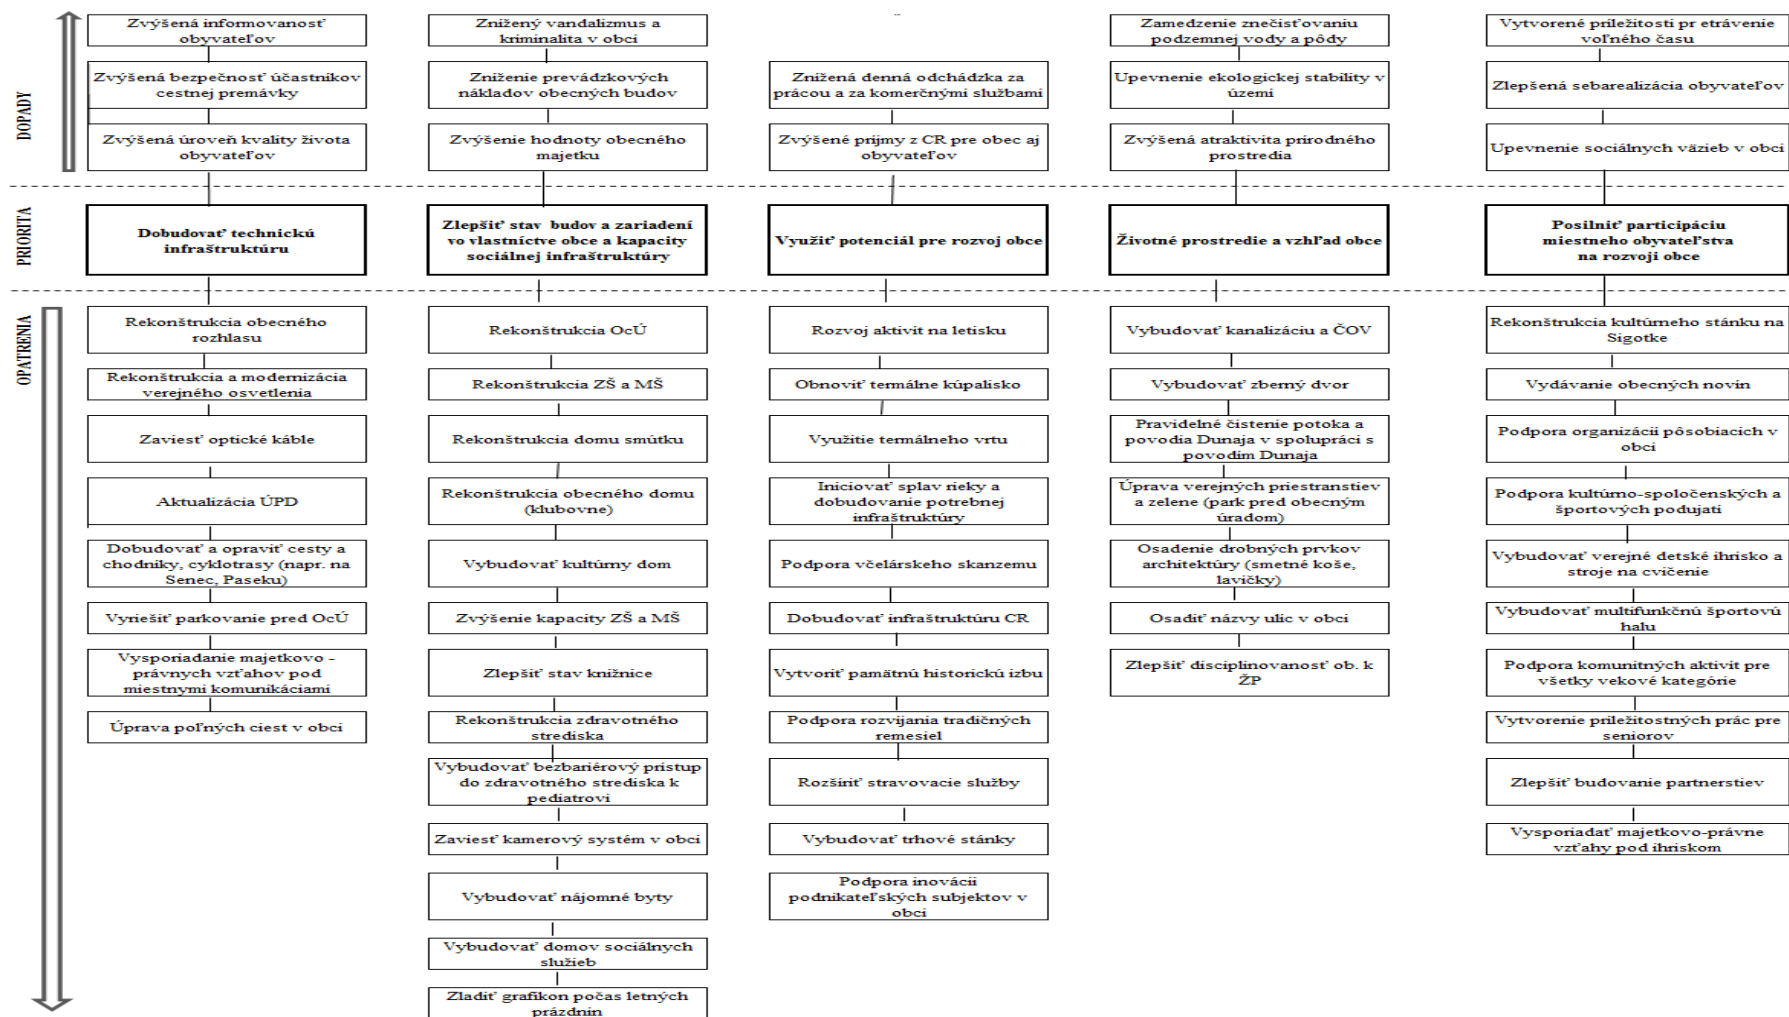 DOPADY
Zvýšená informovanosť
obyvateľov
Zvýšená bezpečnosť účastníkov
cestnej premávky
Zvýšená úroveň kvality života
obyvateľov
Znížený vandalizmus a
kriminalita v obci
Zníženie prevádzkových
nákladov obecných budov
Zvýšenie hodnoty obecného
majetku
Znížená denná odchádzka za
prácou a za komerčnými službami
Zvýšené príjmy z CR pre obec aj
obyvateľov
Zamedzenie znečisťovaniu
podzemnej vody a pôdy
Upevnenie ekologickej stability v
území
Zvýšená atraktivita prírodného
prostredia
Vytvorené príležitosti pr etrávenie
voľného času
Zlepšená sebarealizácia obyvateľov
Upevnenie sociálnych väzieb v obci
PRIORITA
Dobudovať technickú
infraštruktúru
Zlepšiť stav budov a zariadení
vo vlastníctve obce a kapacity
sociálnej infraštruktúry
Využiť potenciál pre rozvoj obce
Životné prostredie a vzhľad obce
Posilniť participáciu
miestneho obyvateľstva
na rozvoji obce
OPATRENIA
Rekonštrukcia obecného
rozhlasu
Rekonštrukcia a modernizácia
verejného osvetlenia
Zaviesť optické káble
Aktualizácia ÚPD
Dobudovať a opraviť cesty a
chodníky, cyklotrasy (napr. na
Senec, Paseku)
Vyriešiť parkovanie pred OcÚ
Vysporiadanie majetkovo -
právnych vzťahov pod
miestnymi komunikáciami
Úprava poľných ciest v obci
Rekonštrukcia OcÚ
Rekonštrukcia ZŠ a MŠ
Rekonštrukcia domu smútku
Rekonštrukcia obecného domu
(klubovne)
Vybudovať kultúrny dom
Zvýšenie kapacity ZŠ a MŠ
Zlepšiť stav knižnice
Rekonštrukcia zdravotného
strediska
Vybudovať bezbariérový prístup
do zdravotného strediska k
pediatrovi
Zaviesť kamerový systém v obci
Vybudovať nájomné byty
Vybudovať domov sociálnych
služieb
Zladiť grafikon počas letných
prázdnin
Rozvoj aktivít na letisku
Obnoviť termálne kúpalisko
Využitie termálneho vrtu
Iniciovať splav rieky a
dobudovanie potrebnej
infraštruktúry
Podpora včelárskeho skanzemu
Dobudovať infraštruktúru CR
Vytvoriť pamätnú historickú izbu
Podpora rozvíjania tradičných
remesiel
Rozšíriť stravovacie služby
Vybudovať trhové stánky
Podpora inovácií
podnikateľských subjektov v
obci
Vybudovať kanalizáciu a ČOV
Vybudovať zberný dvor
Pravidelné čistenie potoka a
povodia Dunaja v spolupráci s
povodím Dunaja
Úprava verejných priestranstiev
a zelene (park pred obecným
úradom)
Osadenie drobných prvkov
architektúry (smetné koše,
lavičky)
Osadiť názvy ulíc v obci
Zlepšiť disciplinovanosť ob. k
ŽP
Rekonštrukcia kultúrneho stánku na
Sigotke
Vydávanie obecných novín
Podpora organizácií pôsobiacich v
obci
Podpora kultúrno-spoločenských a
športových podujatí
Vybudovať verejné detské ihrisko a
stroje na cvičenie
Vybudovať multifunkčnú športovú
halu
Podpora komunitných aktivít pre
všetky vekové kategórie
Vytvorenie príležitostných prác pre
seniorov
Zlepšiť budovanie partnerstiev
Vysporiadať majetkovo-právne
vzťahy pod ihriskom